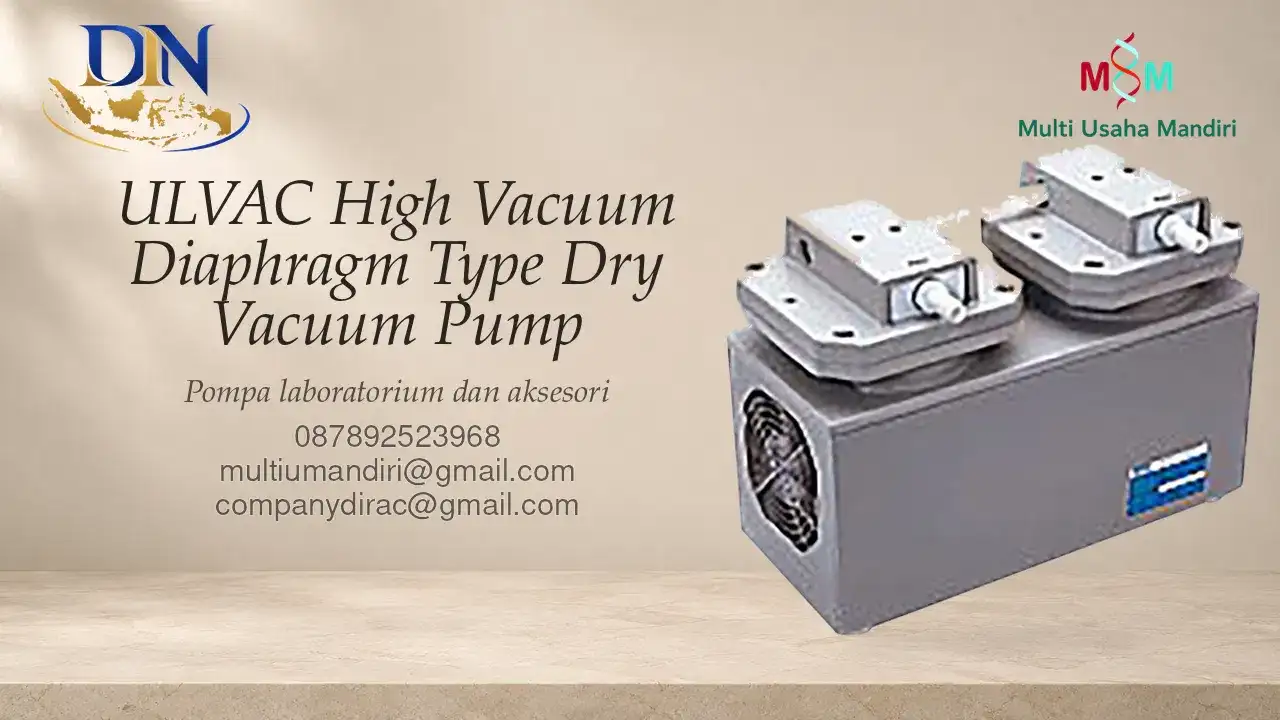 DN
M M
Multi Usaha Mandiri
ULVAC High Vacuum
Diaphragm Type Dry
Vacuum Pump
Pompa laboratorium dan aksesori
087892523968
multiumandiri@gmail.com
companydirac@gmail.com